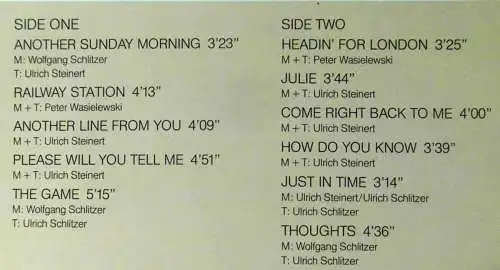 SIDE ONE
ANOTHER SUNDAY MORNING 3'23"
M: Wolfgang Schlitzer
T: Ulrich Steinert
RAILWAY STATION 4'13"
M + T: Peter Wasielewski
ANOTHER LINE FROM YOU 4'09"
M + T: Ulrich Steinert
PLEASE WILL YOU TELL ME 4'51"
M + T: Ulrich Steinert
THE GAME 5'15"
M: Wolfgang Schlitzer
T: Ulrich Schlitzer
SIDE TWO
HEADIN' FOR LONDON 3'25"
M + T: Peter Wasielewski
JULIE 3'44"
M + T: Ulrich Steinert
COME RIGHT BACK TO ME 4'00"
M + T: Ulrich Steinert
HOW DO YOU KNOW 3'39"
M + T: Ulrich Steinert
JUST IN TIME 3'14"
M: Ulrich Steinert/Ulrich Schlitzer
T: Ulrich Schlitzer
THOUGHTS 4'36"
M: Wolfgang Schlitzer
T: Ulrich Schlitzer